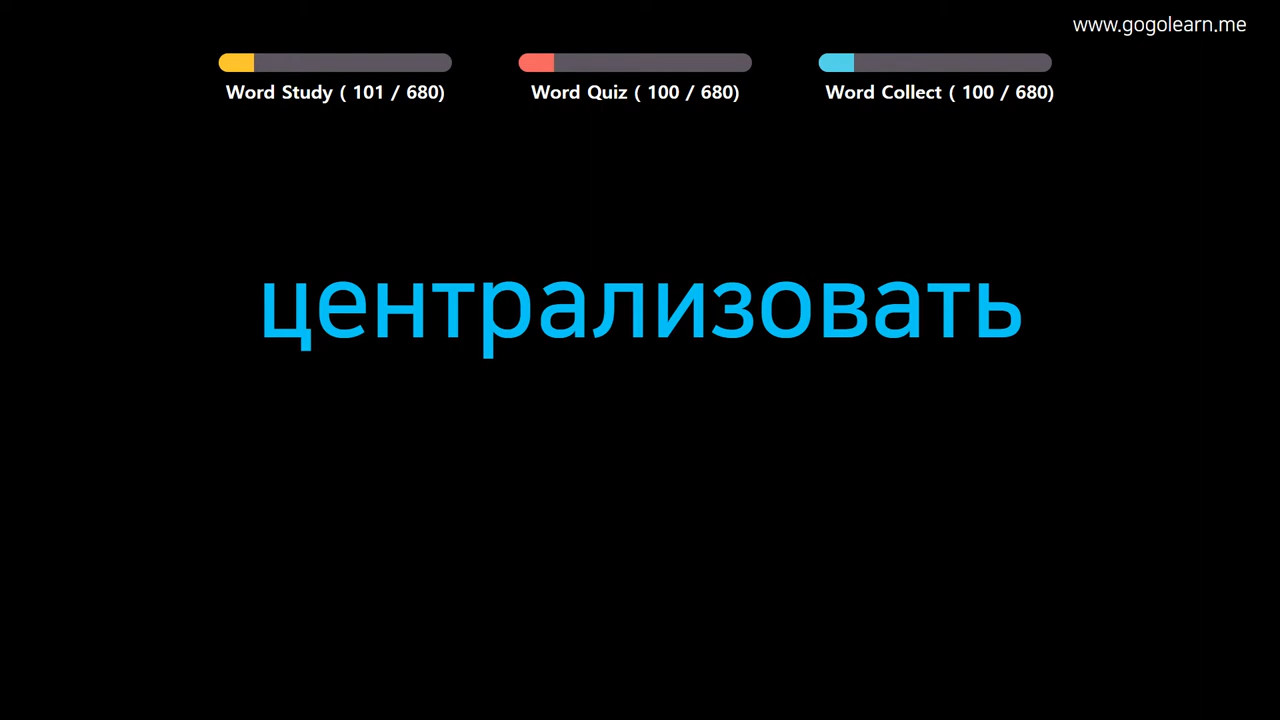 www.gogolearn.me
Word Study ( 101 / 680)
Word Quiz ( 100 / 680)
Word Collect ( 100 / 680)
централизовать